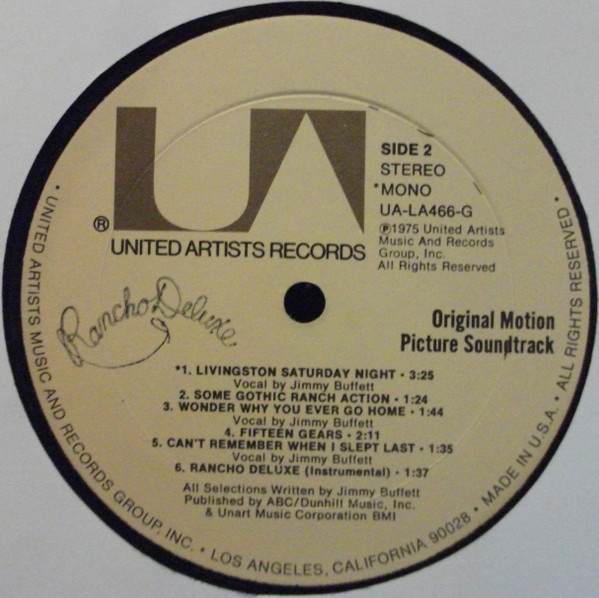 UA
®
UNITED ARTISTS RECORDS
SIDE 2
STEREO
*MONO
UA-LA466-G
Ⓟ1975 United Artists
Music And Records
Group, Inc.
All Rights Reserved
Rancho Deluxe
Original Motion
Picture Soundtrack
*1. LIVINGSTON SATURDAY NIGHT • 3:25
Vocal by Jimmy Buffett
2. SOME GOTHIC RANCH ACTION • 1:24
3. WONDER WHY YOU EVER GO HOME • 1:44
Vocal by Jimmy Buffett
4. FIFTEEN GEARS • 2:11
5. CAN'T REMEMBER WHEN I SLEPT LAST • 1:35
Vocal by Jimmy Buffett
6. RANCHO DELUXE (Instrumental) • 1:37
All Selections Written by Jimmy Buffett
Published by ABC/Dunhill Music, Inc.
& Unart Music Corporation BMI
• UNITED ARTISTS MUSIC AND RECORDS GROUP, INC. • LOS ANGELES, CALIFORNIA 90028 • MADE IN U.S.A. • ALL RIGHTS RESERVED •